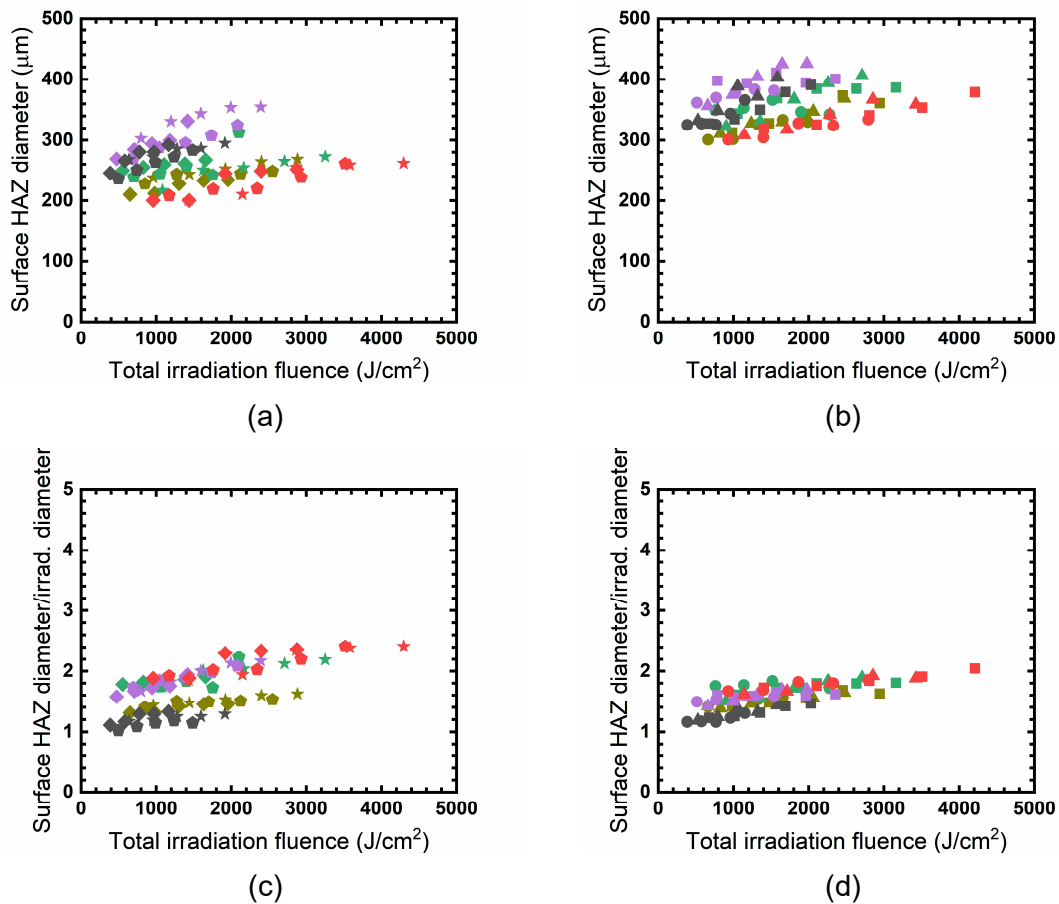 500
400
300
200
100
0
Surface HAZ diameter (μm)
0 1000 2000 3000 4000 5000
Total irradiation fluence (J/cm²)
(a)
500
400
300
200
100
0
Surface HAZ diameter (μm)
0 1000 2000 3000 4000 5000
Total irradiation fluence (J/cm²)
(b)
5
4
3
2
1
0
Surface HAZ diameter/irrad. diameter
0 1000 2000 3000 4000 5000
Total irradiation fluence (J/cm²)
(c)
5
4
3
2
1
0
Surface HAZ diameter/irrad. diameter
0 1000 2000 3000 4000 5000
Total irradiation fluence (J/cm²)
(d)